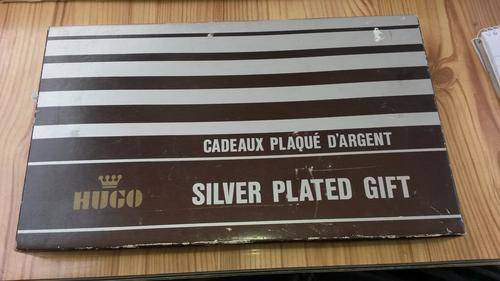 CADEAUX PLAQUÉ D'ARGENT
HUGO
SILVER PLATED GIFT